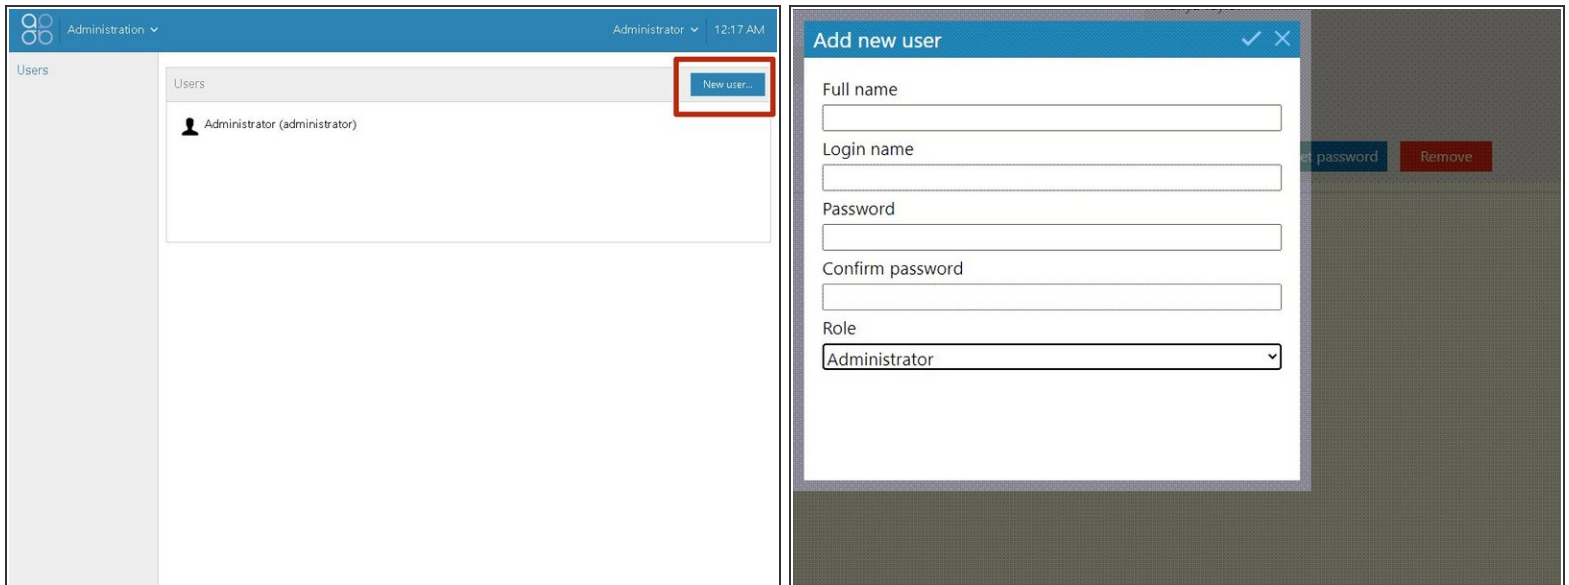 Administration
Administrator
12:17 AM
Users
Users
New user...
Administrator (administrator)
Add new user
Full name
Login name
Password
Confirm password
Role
Administrator
password
Remove